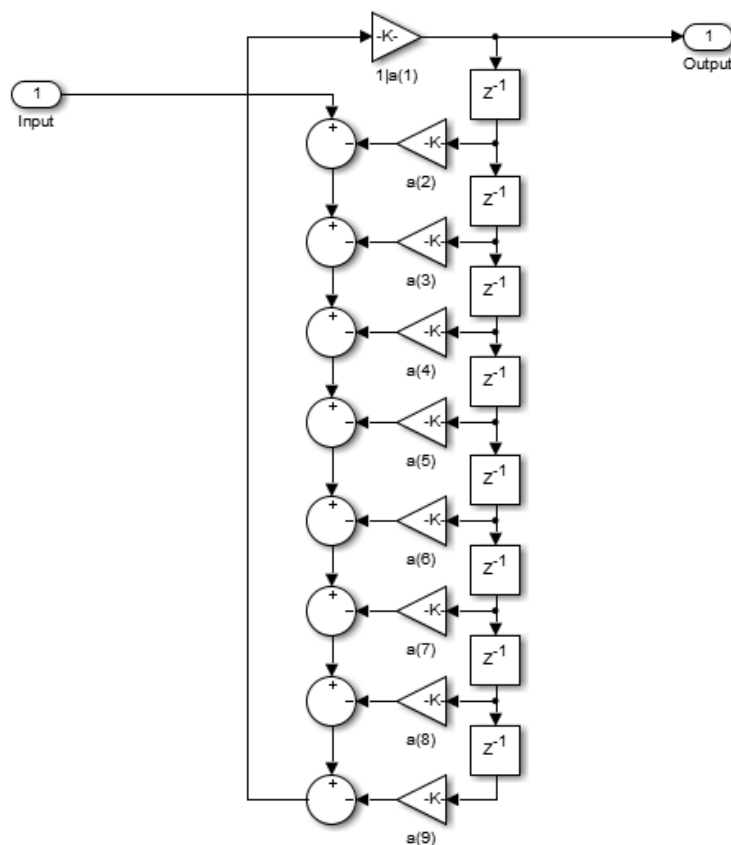 -K-
1|a(1)
1
Output
z-1
1
Input
+
-
-K-
a(2)
z-1
+
-
-K-
a(3)
z-1
+
-
-K-
a(4)
z-1
+
-
-K-
a(5)
z-1
+
-
-K-
a(6)
z-1
+
-
-K-
a(7)
z-1
+
-
-K-
a(8)
z-1
+
-
-K-
a(9)